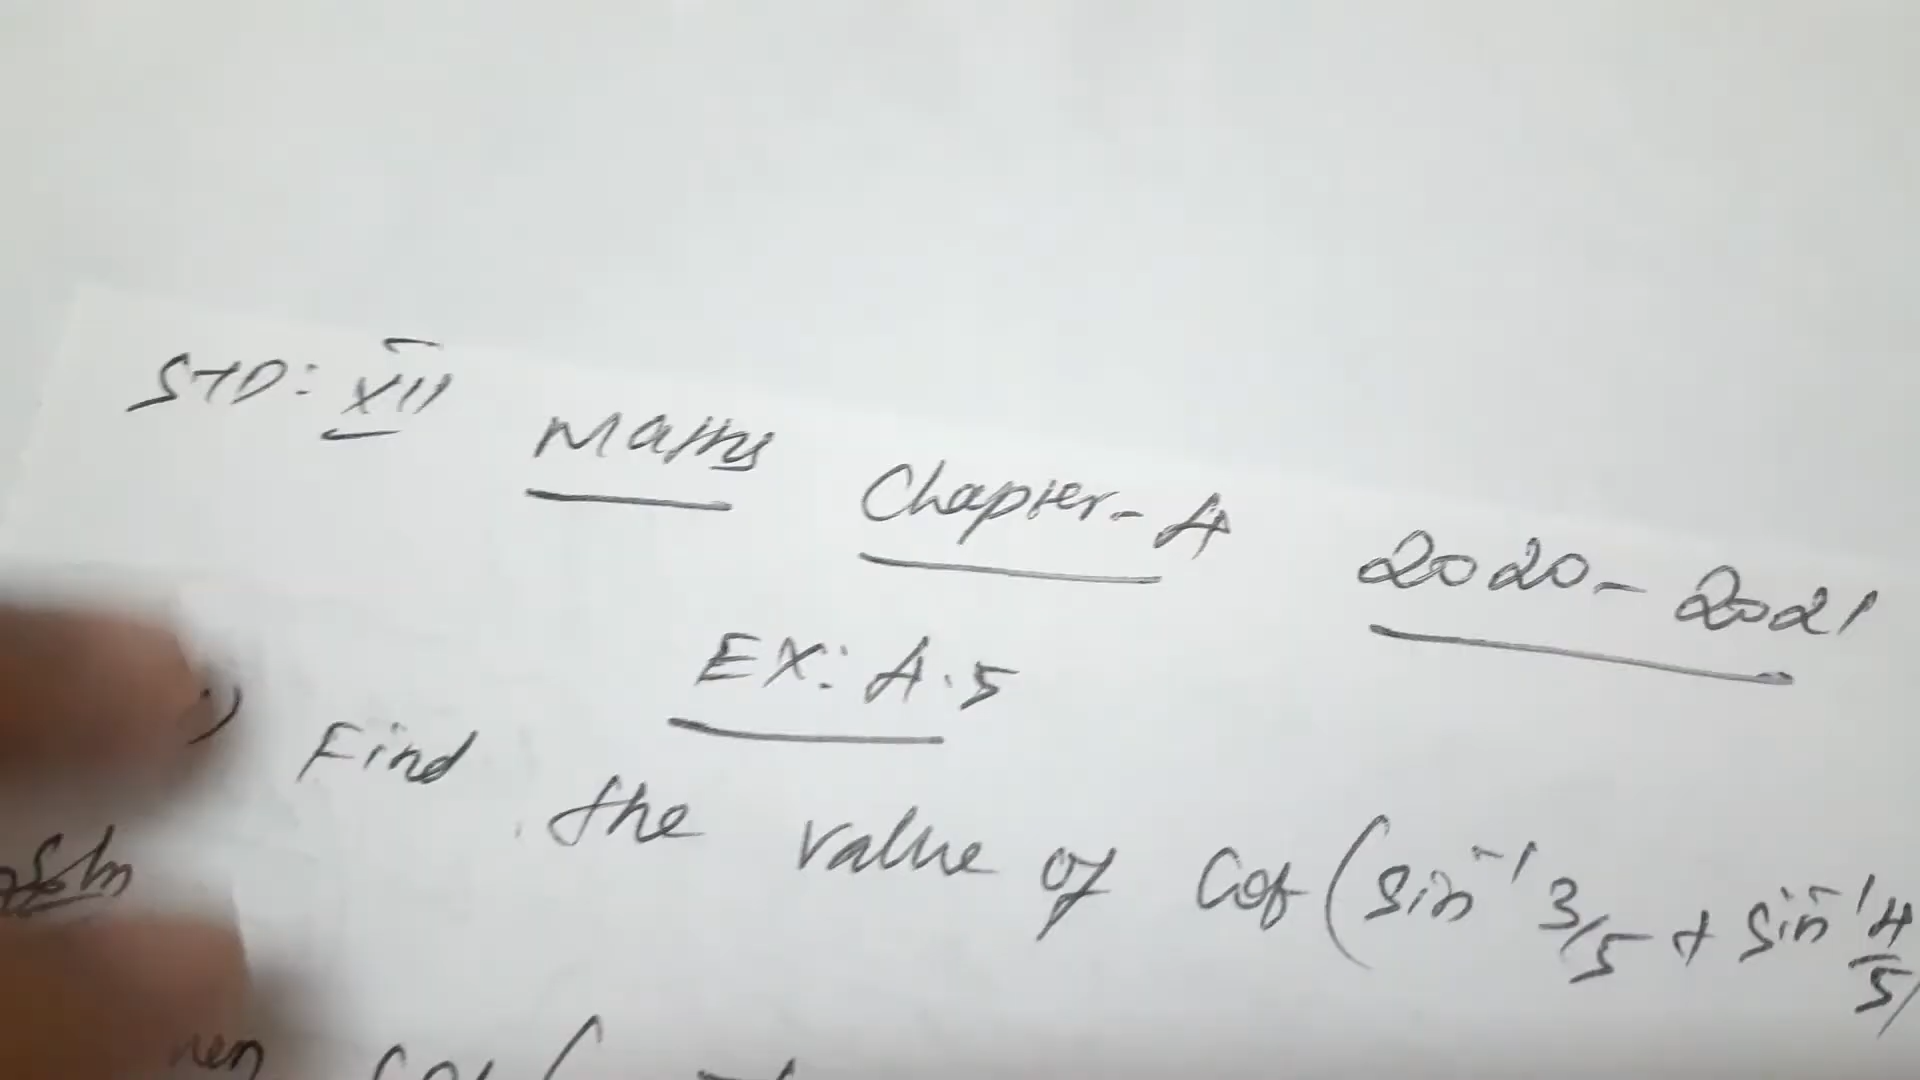 STD: XII Maths Chapter - 4 2020 - 2021
EX: 4.5
Find the value of Cot (sin⁻¹ 3/5 + sin⁻¹ 4/5)
Soln